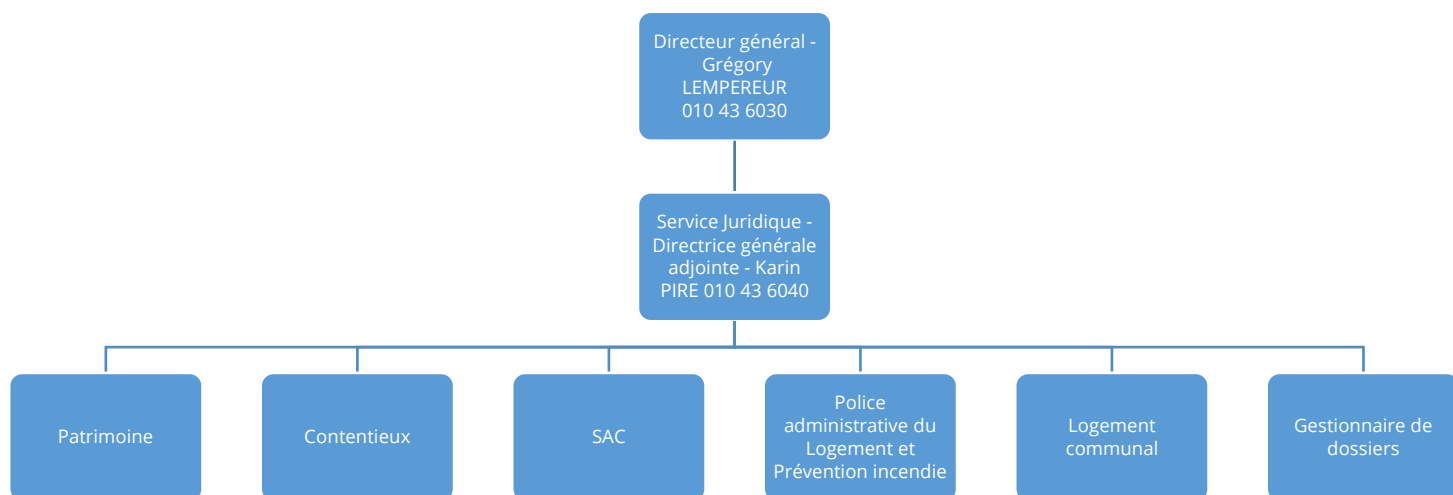 Directeur général -
Grégory
LEMPEREUR
010 43 6030
Service Juridique -
Directrice générale
adjointe - Karin
PIRE 010 43 6040
Patrimoine
Contentieux
SAC
Police
administrative du
Logement et
Prévention incendie
Logement
communal
Gestionnaire de
dossiers